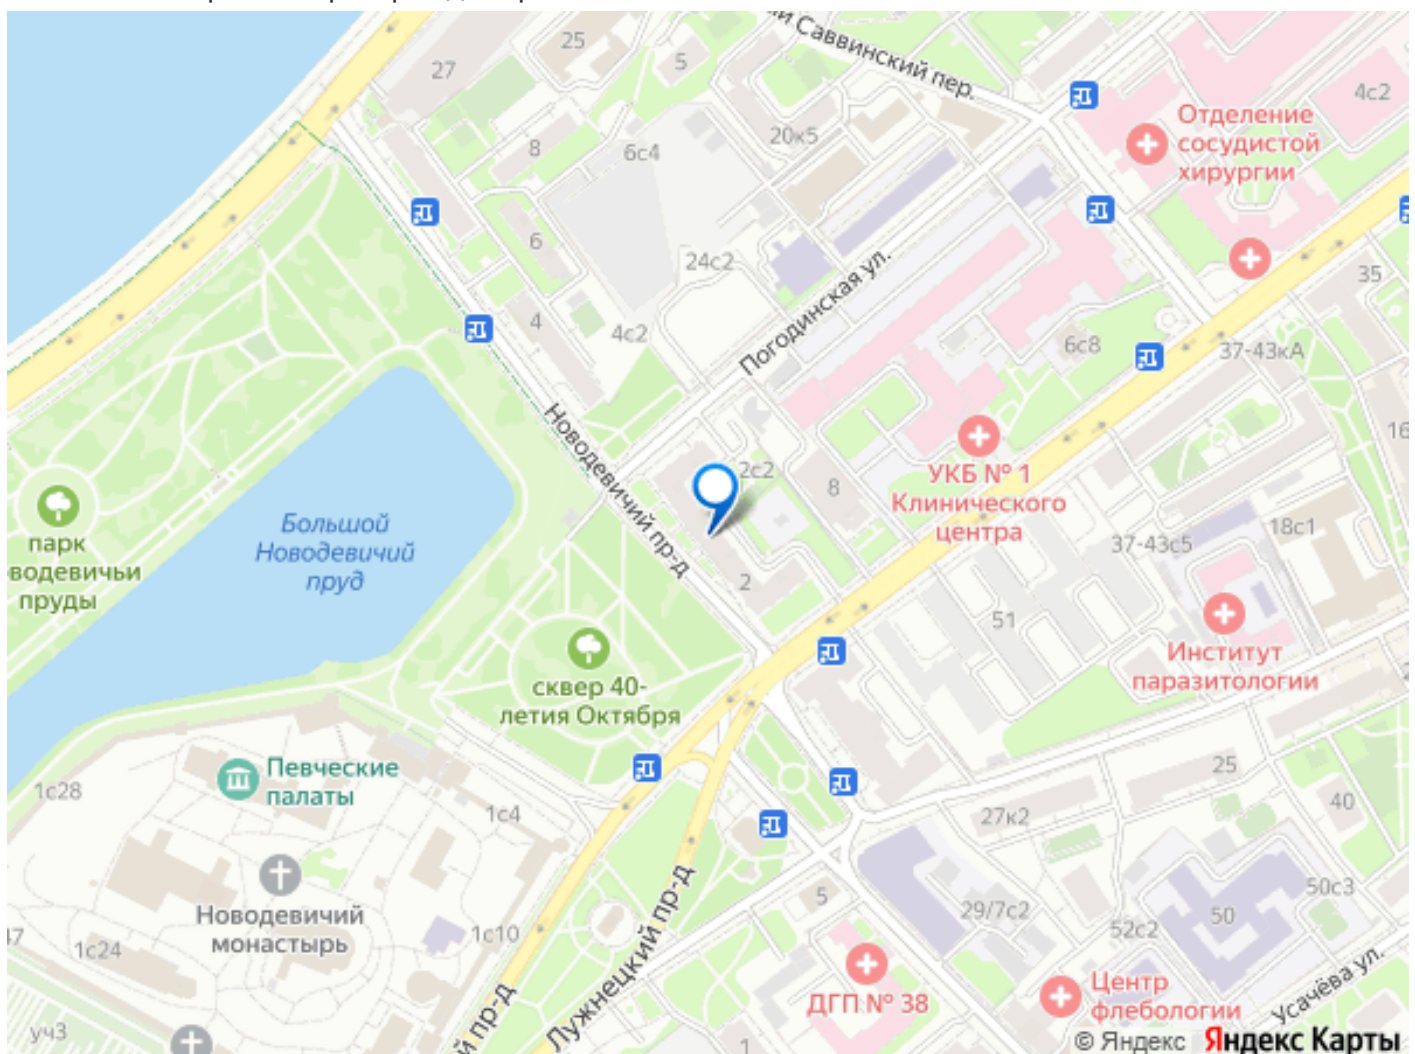 Саввинский пер.
25
5
27
4с2
Отделение
сосудистой
хирургии
20к5
8
6с4
6
24с2
35
Погодинская ул.
4
4с2
6с8
37-43кА
Новодевичий пр-д
16
2с2
8
УКБ № 1
Клинического
центра
Большой
Новодевичий
пруд
парк
водевичьи
пруды
18с1
37-43с5
2
51
Институт
паразитологии
сквер 40-
летия Октября
Певческие
палаты
1с28
1с4
25
40
27к2
Новодевичий
монастырь
1с24
1с10
47
5
29/7с2
50
50с3
52с2
Лужнецкий пр-д
й пр-д
ДГП № 38
Центр
флебологии
Усачёва ул.
уч3
1
© Яндекс Яндекс Карты